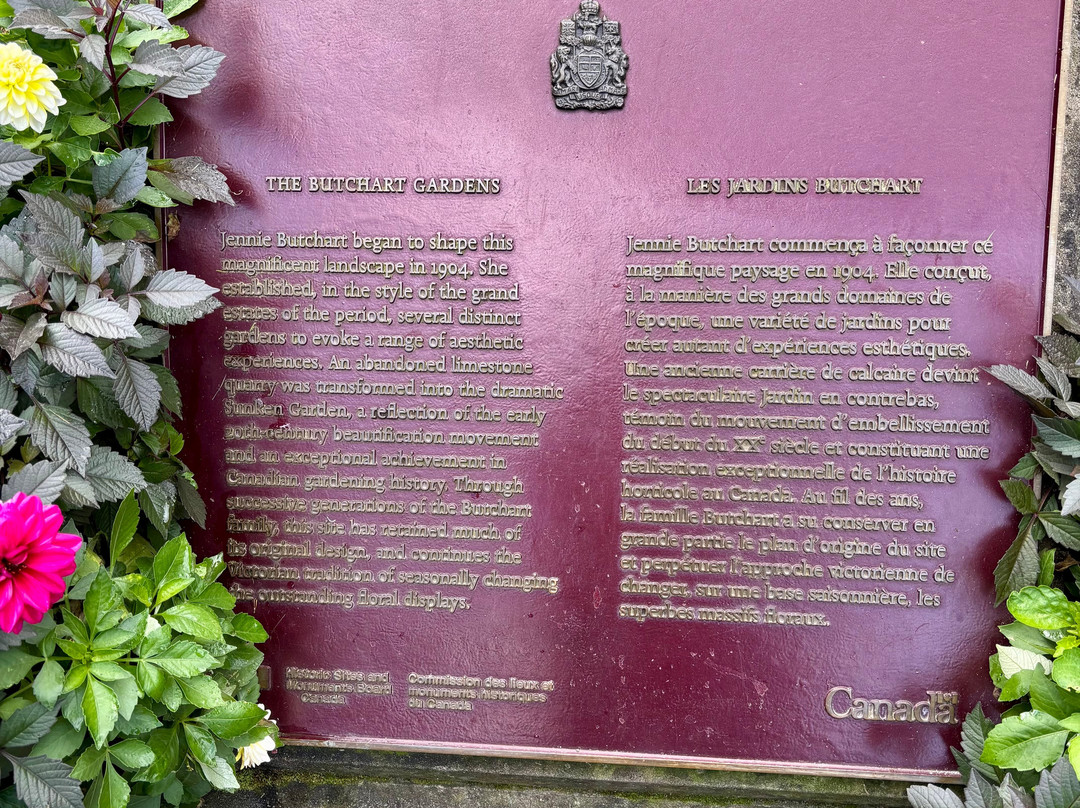 THE BUTCHART GARDENS
Jennie Butchart began to shape this
magnificent landscape in 1904. She
established, in the style of the grand
estates of the period, several distinct
gardens to evoke a range of aesthetic
experiences. An abandoned limestone
quarry was transformed into the dramatic
Sunken Garden, a reflection of the early
20th-century beautification movement
and an exceptional achievement in
Canadian gardening history. Through
successive generations of the Butchart
family, this site has retained much of
its original design, and continues the
Victorian tradition of seasonally changing
the outstanding floral displays.
LES JARDINS BUTCHART
Jennie Butchart commença à façonner ce
magnifique paysage en 1904. Elle conçut,
à la manière des grands domaines de
l'époque, une variété de jardins pour
créer autant d'expériences esthétiques.
Une ancienne carrière de calcaire devint
le spectaculaire Jardin en contrebas,
témoin du mouvement d'embellissement
du début du XXe siècle et constituant une
réalisation exceptionnelle de l'histoire
horticole au Canada. Au fil des ans,
la famille Butchart a su conserver en
grande partie le plan d'origine du site
et perpétuer l'approche victorienne de
changer, sur une base saisonnière, les
superbes massifs floraux.
Historic Sites and
Monuments Board
Canada
Commission des lieux et
monuments historiques
du Canada
Canada